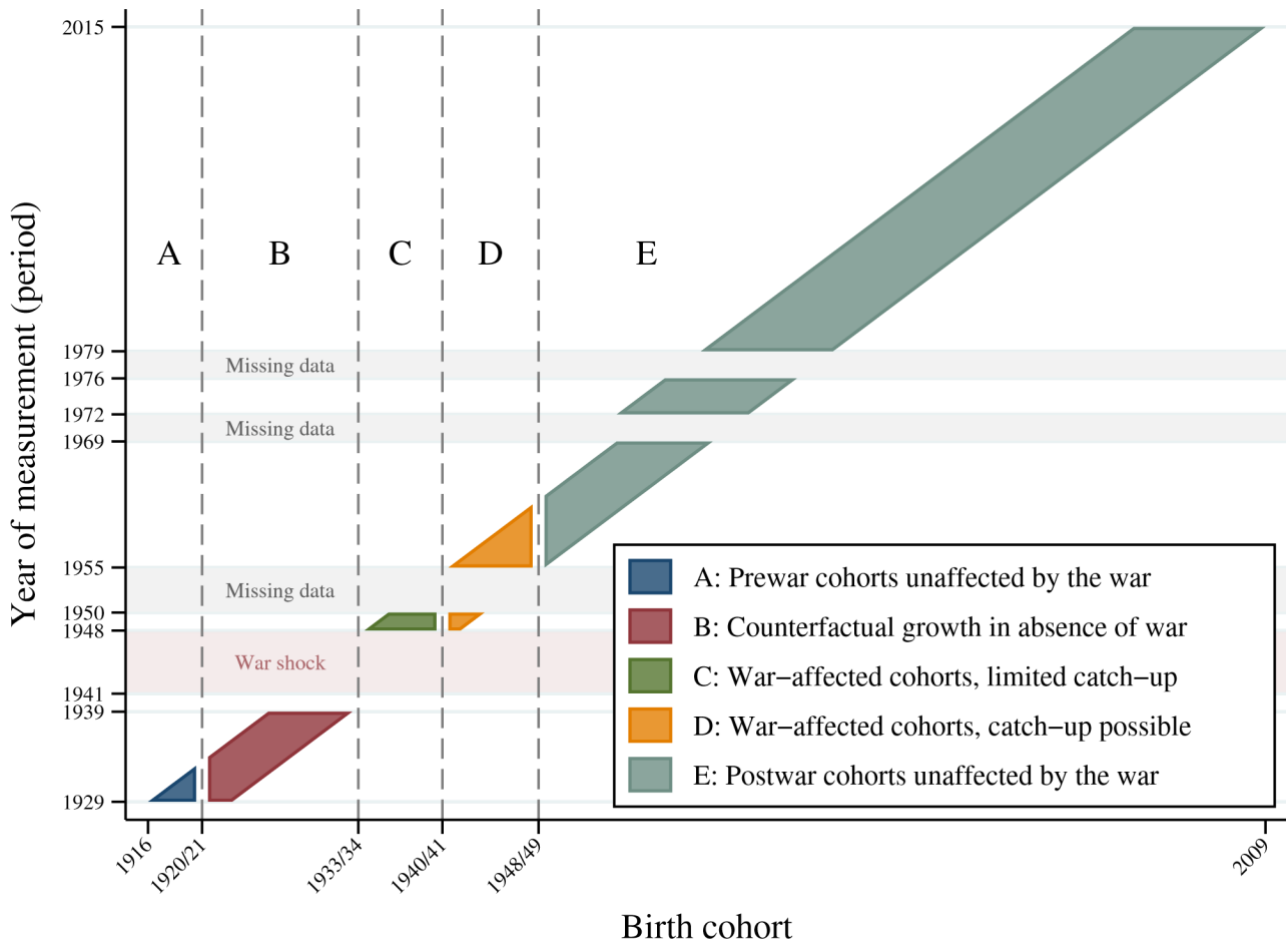 Year of measurement (period)
2015
1979
1976
1972
1969
1955
1950
1948
1941
1939
1929
A
B
C
D
E
Missing data
Missing data
Missing data
War shock
A: Prewar cohorts unaffected by the war
B: Counterfactual growth in absence of war
C: War−affected cohorts, limited catch−up
D: War−affected cohorts, catch−up possible
E: Postwar cohorts unaffected by the war
1916
1920/21
1933/34
1940/41
1948/49
2009
Birth cohort